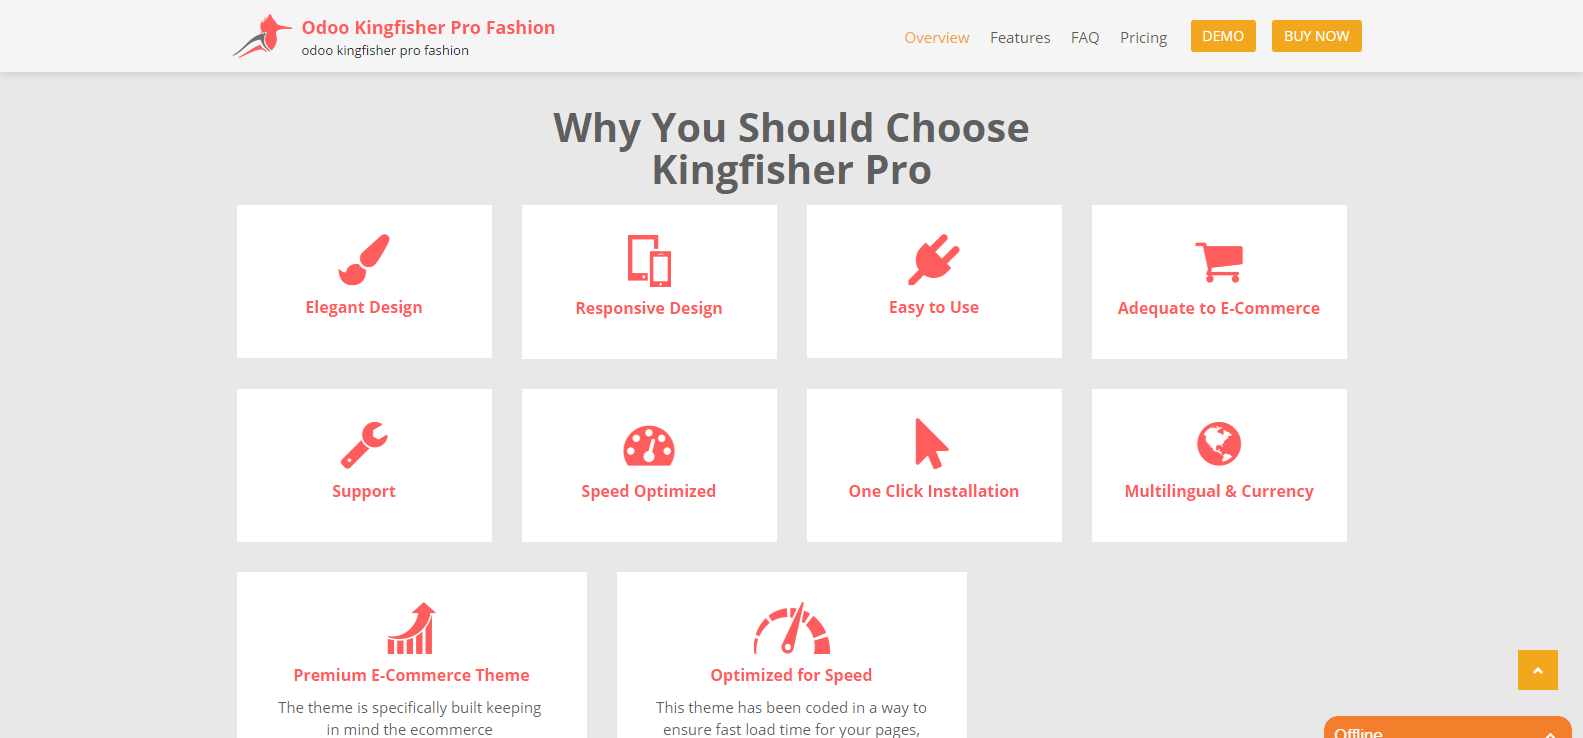 Odoo Kingfisher Pro Fashion
odoo kingfisher pro fashion
Overview Features FAQ Pricing DEMO BUY NOW
Why You Should Choose
Kingfisher Pro
Elegant Design
Responsive Design
Easy to Use
Adequate to E-Commerce
Support
Speed Optimized
One Click Installation
Multilingual & Currency
Premium E-Commerce Theme
The theme is specifically built keeping
in mind the ecommerce
Optimized for Speed
This theme has been coded in a way to
ensure fast load time for your pages,
Offline